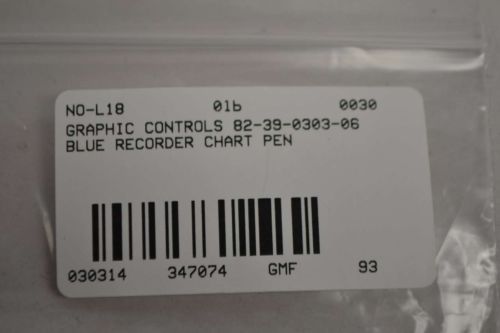 NO-L18 01b 0030
GRAPHIC CONTROLS 82-39-0303-06
BLUE RECORDER CHART PEN
030314 347074 GMF 93